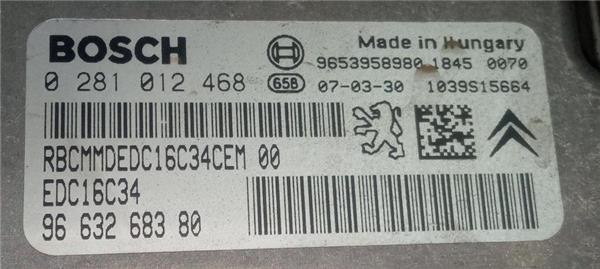 BOSCH
Made in Hungary
9653958980 1845 0070
0 281 012 468
65B 07-03-30 1039S15664
RBCMMDEDC16C34CEM 00
EDC16C34
96 632 683 80